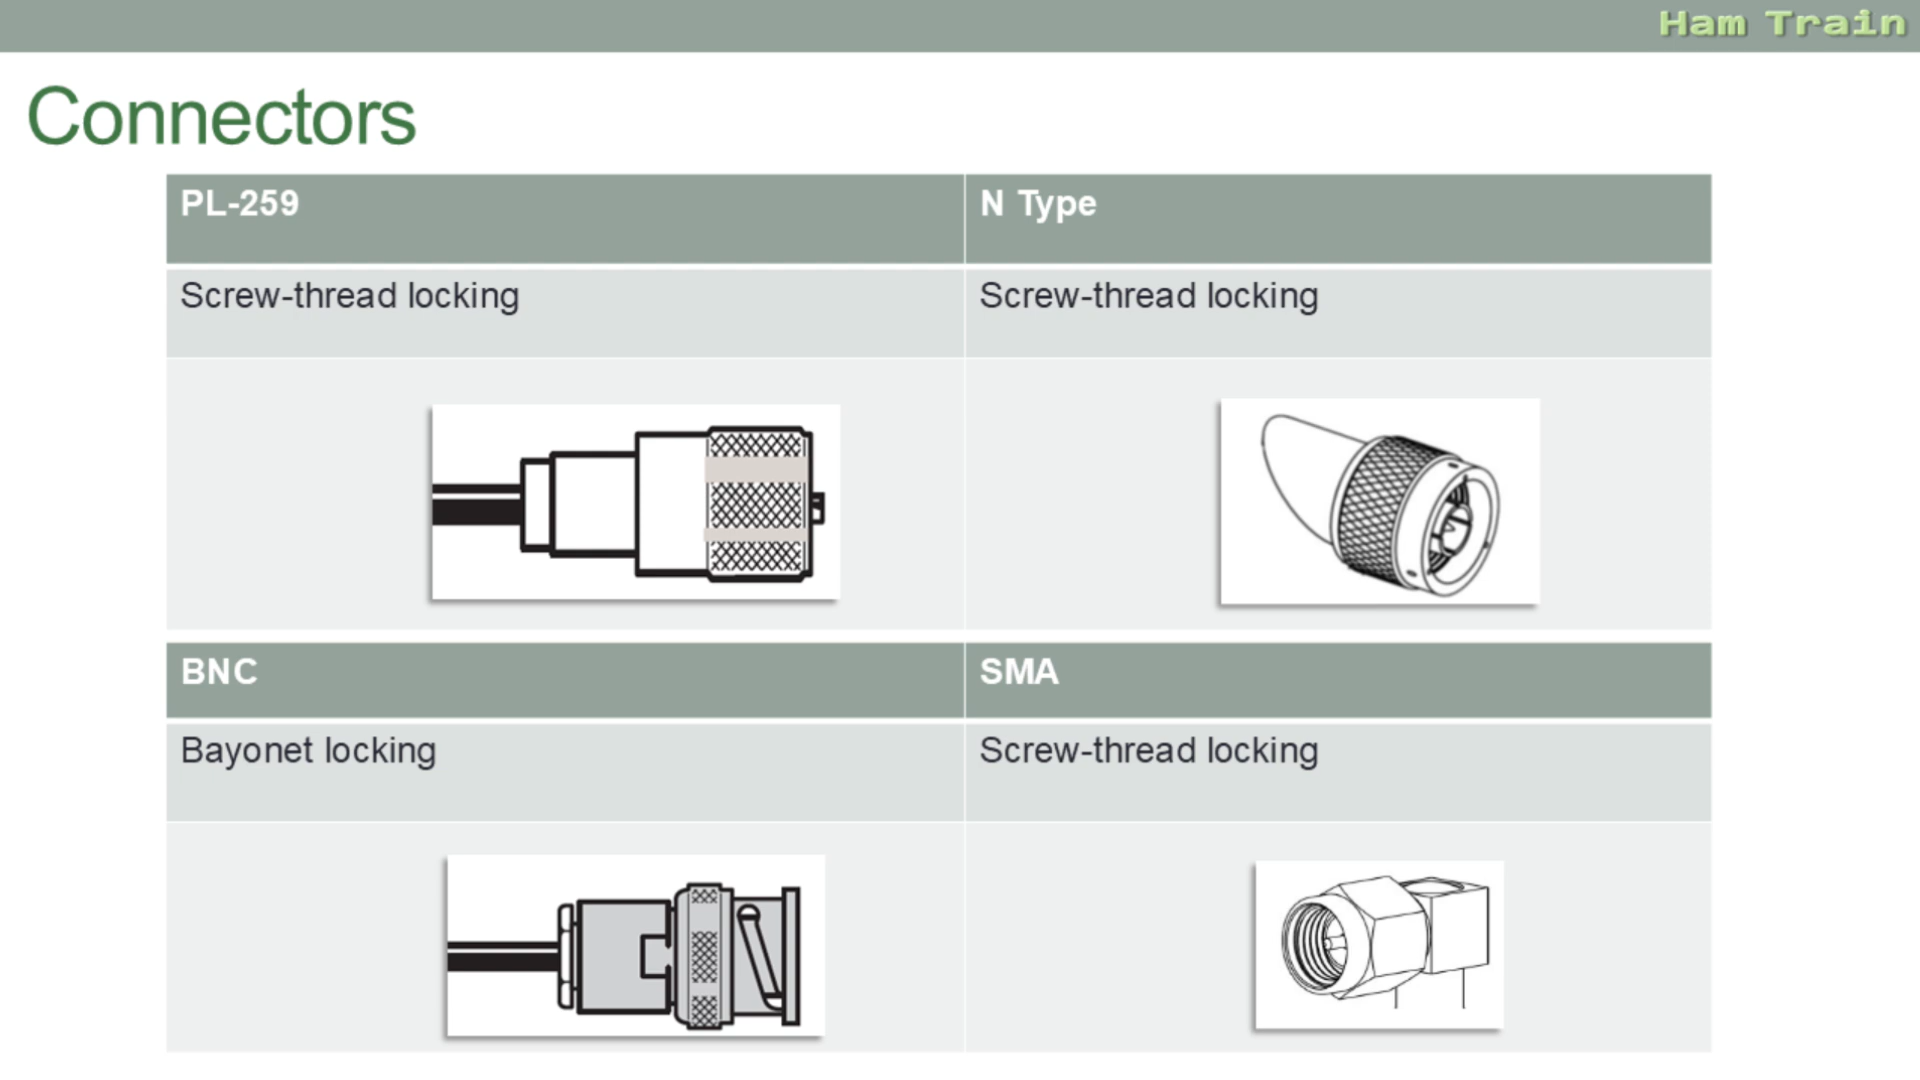 Ham Train
Connectors
PL-259
N Type
Screw-thread locking
Screw-thread locking
BNC
SMA
Bayonet locking
Screw-thread locking